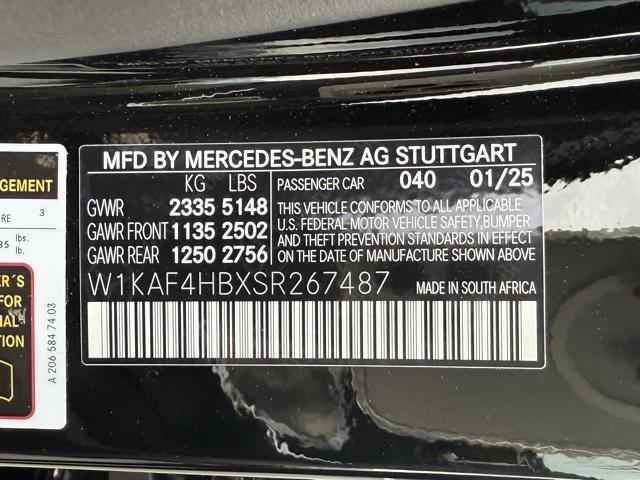 MFD BY MERCEDES-BENZ AG STUTTGART
KG LBS
GVWR 2335 5148
GAWR FRONT 1135 2502
GAWR REAR 1250 2756
PASSENGER CAR 040 01/25
THIS VEHICLE CONFORMS TO ALL APPLICABLE
U.S. FEDERAL MOTOR VEHICLE SAFETY, BUMPER
AND THEFT PREVENTION STANDARDS IN EFFECT
ON THE DATE OF MANUFACTURE SHOWN ABOVE
W1KAF4HBXSR267487
MADE IN SOUTH AFRICA
GEMENT
RE 3
35 lbs.
lb.
R'S
FOR
AL
TION
A 206 584 74 03